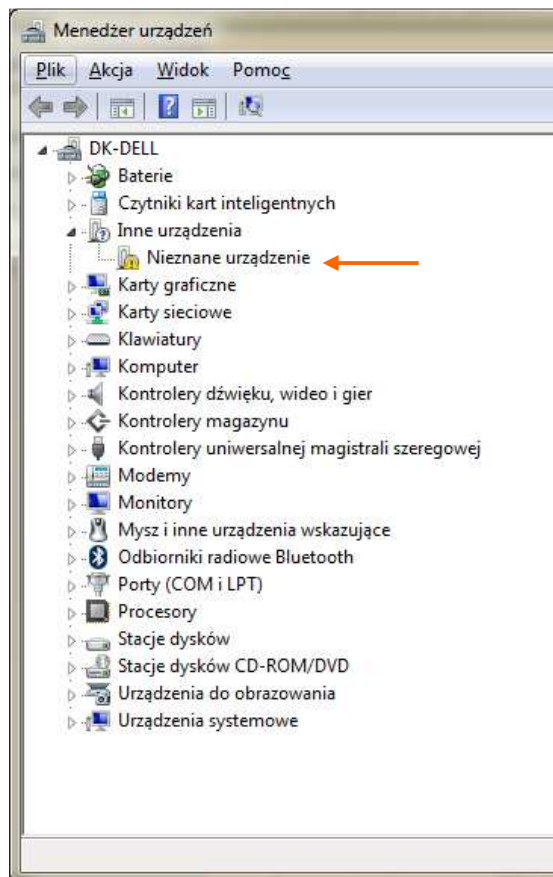 Menedżer urządzeń
Plik Akcja Widok Pomoc
DK-DELL
Baterie
Czytniki kart inteligentnych
Inne urządzenia
Nieznane urządzenie
Karty graficzne
Karty sieciowe
Klawiatury
Komputer
Kontrolery dźwięku, wideo i gier
Kontrolery magazynu
Kontrolery uniwersalnej magistrali szeregowej
Modemy
Monitory
Mysz i inne urządzenia wskazujące
Odbiorniki radiowe Bluetooth
Porty (COM i LPT)
Procesory
Stacje dysków
Stacje dysków CD-ROM/DVD
Urządzenia do obrazowania
Urządzenia systemowe